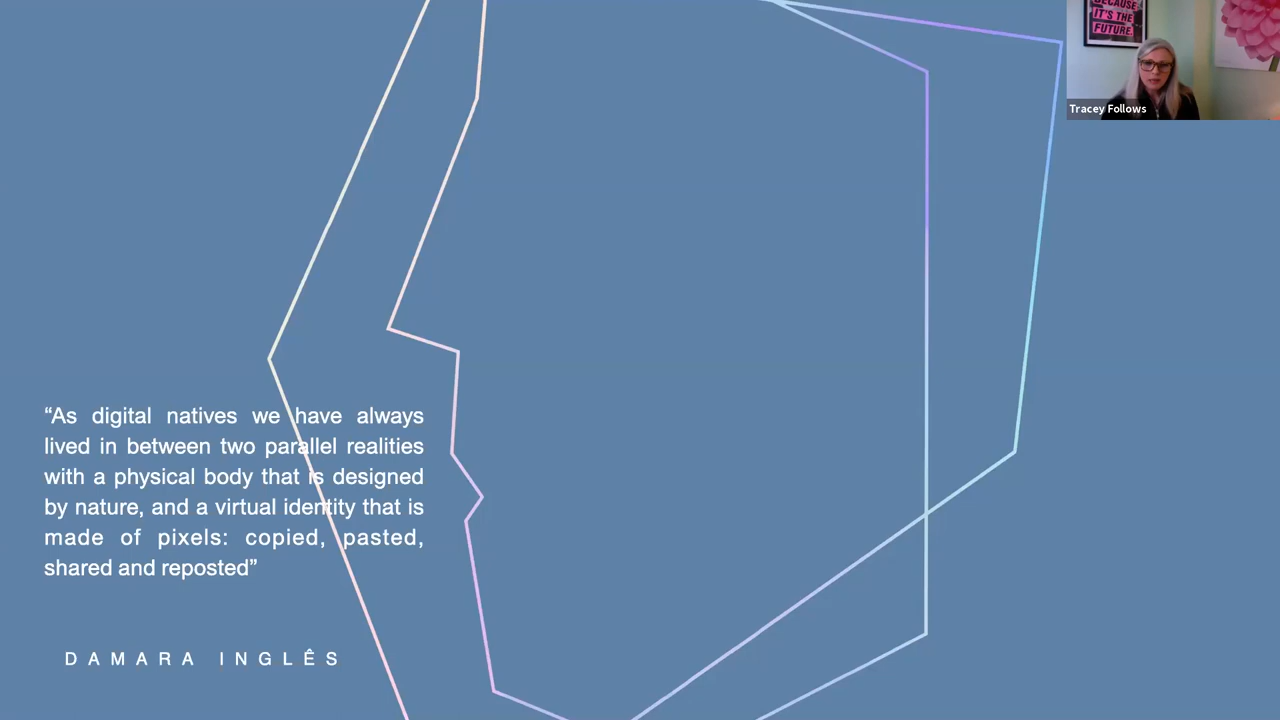 BECAUSE
IT'S THE
FUTURE.
Tracey Follows
“As digital natives we have always
lived in between two parallel realities
with a physical body that is designed
by nature, and a virtual identity that is
made of pixels: copied, pasted,
shared and reposted”
DAMARA INGLÊS